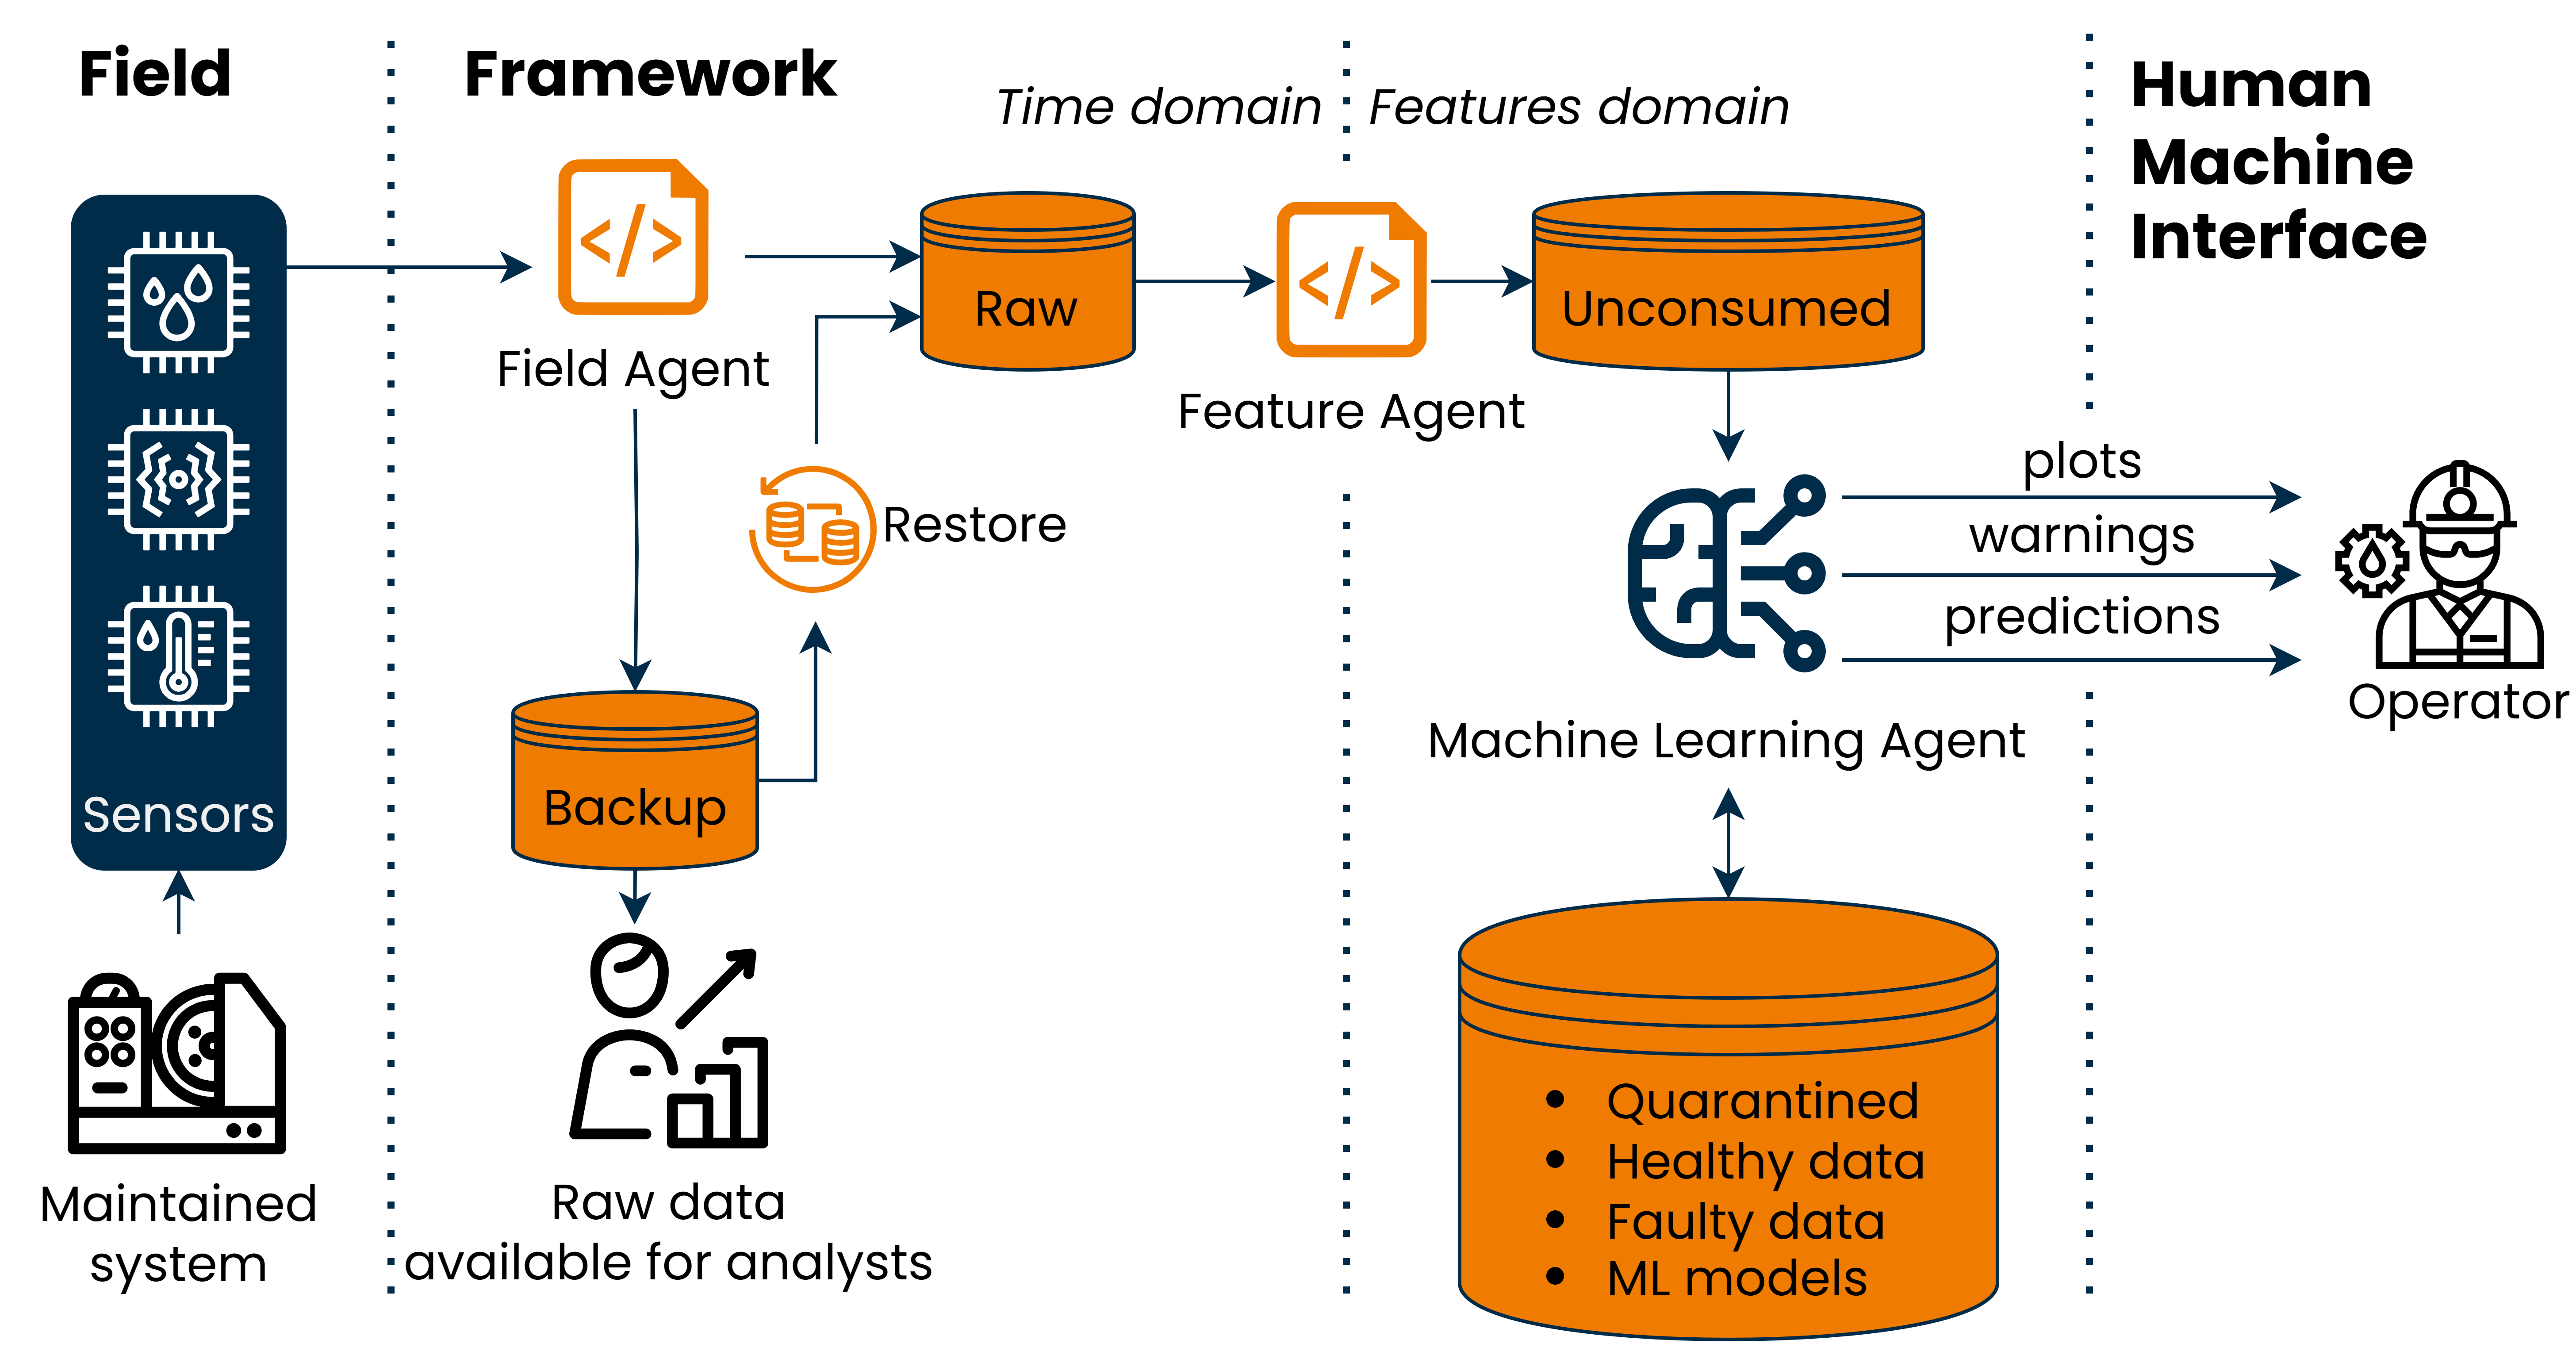 Field
Framework
Time domain
Features domain
Human
Machine
Interface
</>
Field Agent
Raw
</>
Feature Agent
Unconsumed
Restore
plots
warnings
predictions
Operator
Machine Learning Agent
Sensors
Backup
Quarantined
Healthy data
Faulty data
ML models
Maintained
system
Raw data
available for analysts